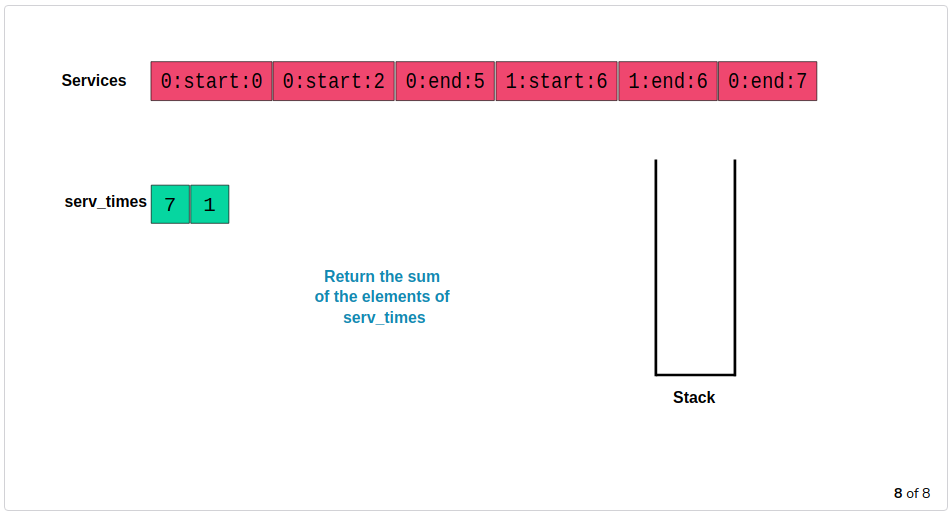 Services 0:start:0 0:start:2 0:end:5 1:start:6 1:end:6 0:end:7
serv_times 7 1
Return the sum
of the elements of
serv_times
Stack
8 of 8